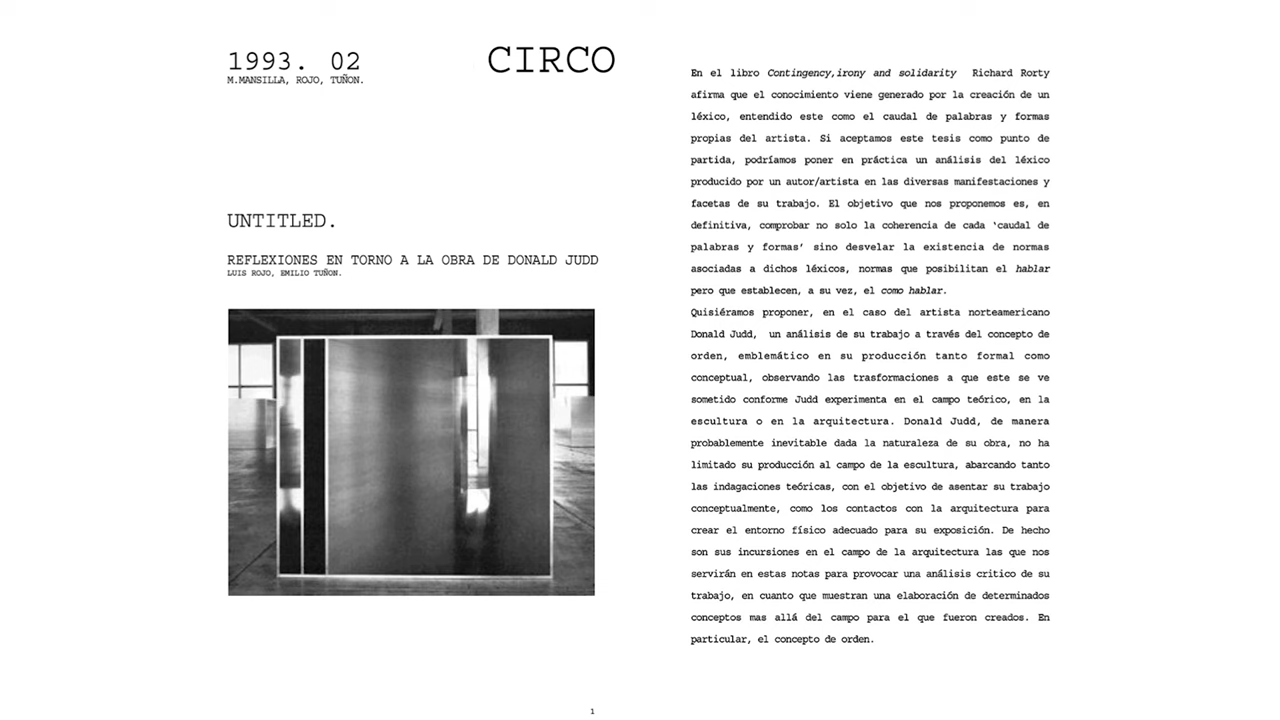 1993. 02
CIRCO
M.MANSILLA, ROJO, TUÑON.
UNTITLED.
REFLEXIONES EN TORNO A LA OBRA DE DONALD JUDD
LUIS ROJO, EMILIO TUÑON.
1
En el libro Contingency,irony and solidarity Richard Rorty
afirma que el conocimiento viene generado por la creación de un
léxico, entendido este como el caudal de palabras y formas
propias del artista. Si aceptamos este tesis como punto de
partida, podríamos poner en práctica un análisis del léxico
producido por un autor/artista en las diversas manifestaciones y
facetas de su trabajo. El objetivo que nos proponemos es, en
definitiva, comprobar no solo la coherencia de cada ‘caudal de
palabras y formas’ sino desvelar la existencia de normas
asociadas a dichos léxicos, normas que posibilitan el hablar
pero que establecen, a su vez, el como hablar.
Quisiéramos proponer, en el caso del artista norteamericano
Donald Judd, un análisis de su trabajo a través del concepto de
orden, emblemático en su producción tanto formal como
conceptual, observando las trasformaciones a que este se ve
sometido conforme Judd experimenta en el campo teórico, en la
escultura o en la arquitectura. Donald Judd, de manera
probablemente inevitable dada la naturaleza de su obra, no ha
limitado su producción al campo de la escultura, abarcando tanto
las indagaciones teóricas, con el objetivo de asentar su trabajo
conceptualmente, como los contactos con la arquitectura para
crear el entorno físico adecuado para su exposición. De hecho
son sus incursiones en el campo de la arquitectura las que nos
servirán en estas notas para provocar una análisis critico de su
trabajo, en cuanto que muestran una elaboración de determinados
conceptos mas allá del campo para el que fueron creados. En
particular, el concepto de orden.